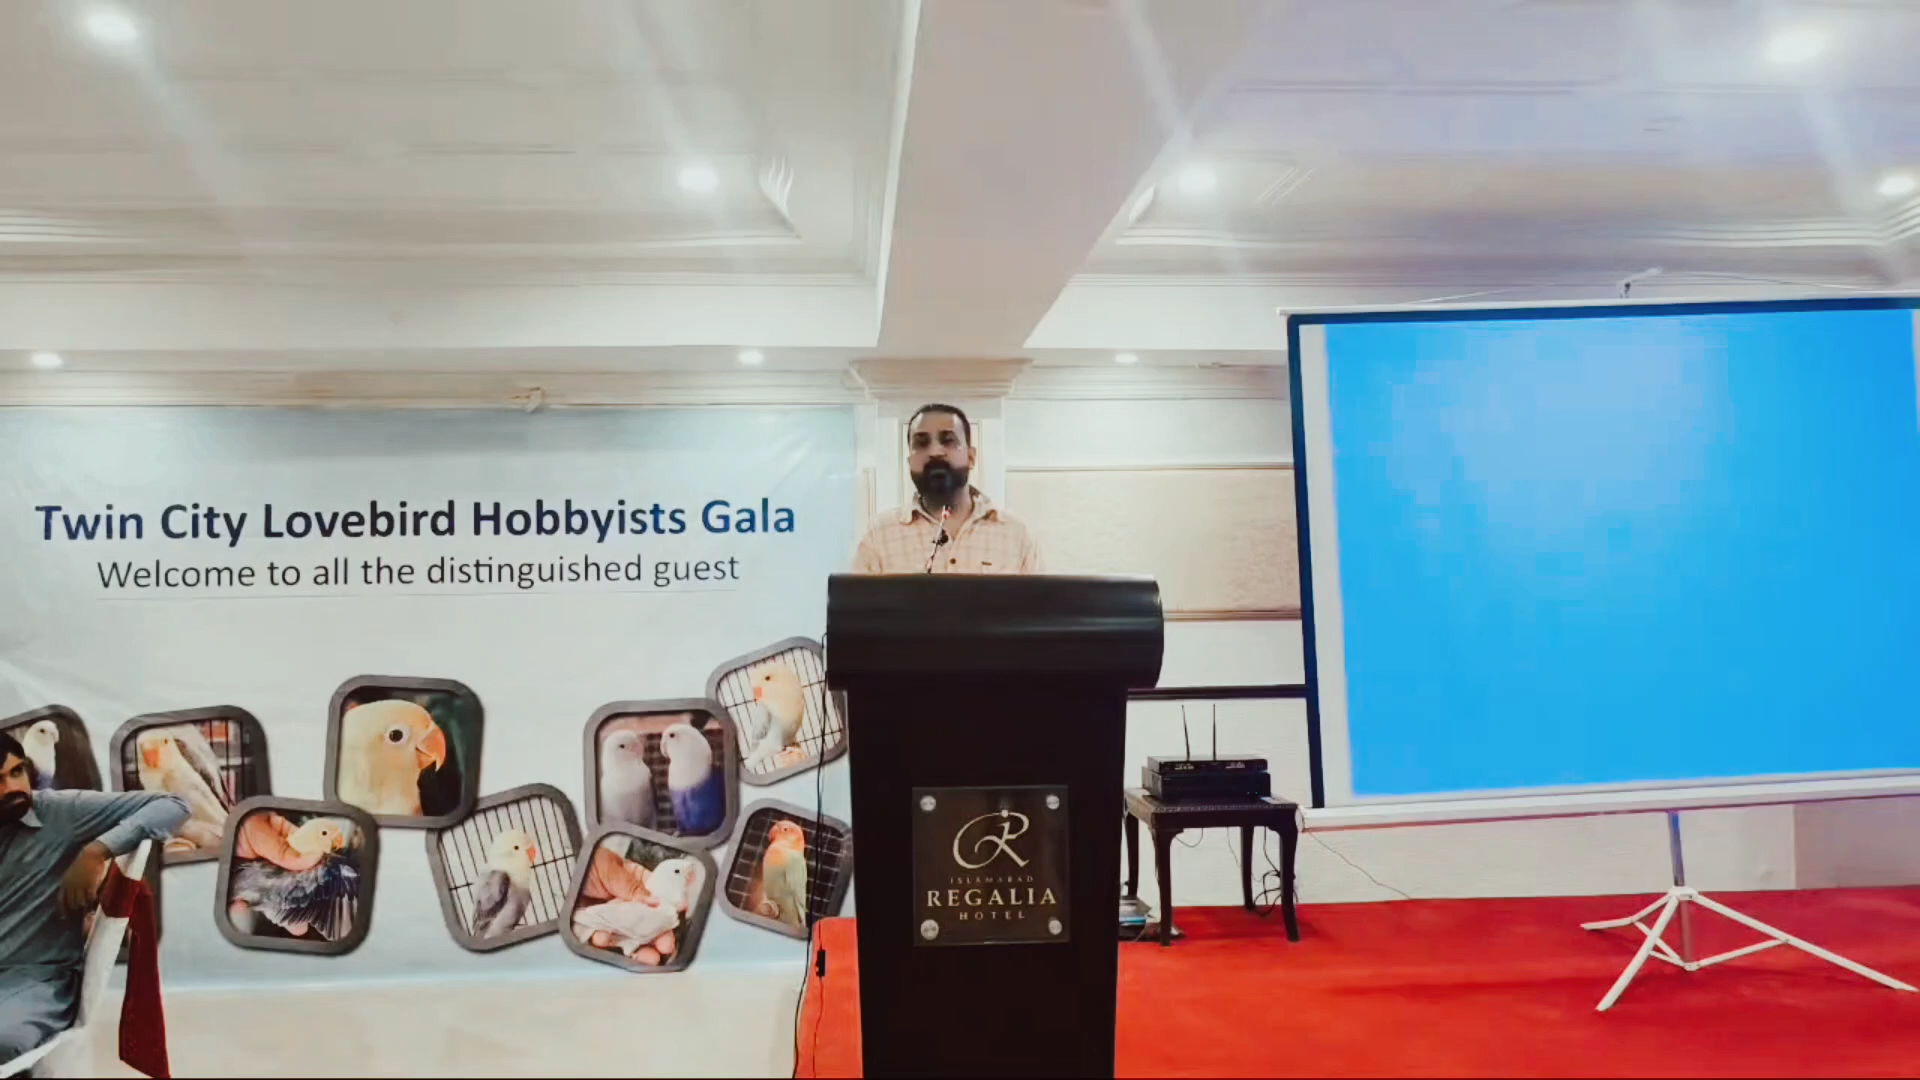 Twin City Lovebird Hobbyists Gala
Welcome to all the distinguished guest
ISLAMABAD
REGALIA
HOTEL